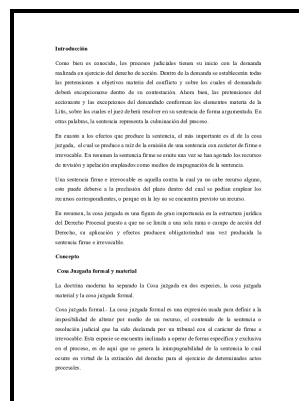 Introducción
Como bien es conocido, los procesos judiciales tienen su inicio con la demanda
realizada en ejercicio del derecho de acción. Dentro de la demanda se establecerán todas
las pretensiones u objetivos materia del conflicto y sobre los cuales el demandado
deberá excepcionarse dentro de su contestación. Ahora bien, las pretensiones del
accionante y las excepciones del demandado conforman los elementos materia de la
Litis, sobre los cuales el juez deberá resolver en su sentencia de forma argumentada. En
otras palabras, la sentencia representa la culminación del proceso.
En cuanto a los efectos que produce la sentencia, el más importante es el de la cosa
juzgada, el cual se produce a raíz de la emisión de una sentencia con carácter de firme e
irrevocable. En resumen la sentencia firme se emite una vez se han agotado los recursos
de revisión y apelación empleados como medios de impugnación de la sentencia.
Una sentencia firme e irrevocable es aquella contra la cual ya no cabe recurso alguno,
esto puede deberse a la preclusión del plazo dentro del cual se podían emplear los
recursos correspondientes, o porque en la ley no se encuentra previsto un recurso.
En resumen, la cosa juzgada es una figura de gran importancia en la estructura jurídica
del Derecho Procesal puesto a que no se limita a una sola rama o campo de acción del
Derecho, su aplicación y efectos producen obligatoriedad una vez producida la
sentencia firme e irrevocable.
Concepto
Cosa Juzgada formal y material
La doctrina moderna ha separado la Cosa juzgada en dos especies, la cosa juzgada
material y la cosa juzgada formal.
Cosa juzgada formal.- La cosa juzgada formal es una expresión usada para definir a la
imposibilidad de alterar por medio de un recurso, el contenido de la sentencia o
resolución judicial que ha sido declarada por un tribunal con el carácter de firme e
irrevocable. Esta especie se encuentra inclinada a operar de forma específica y exclusiva
en el proceso, es de aquí que se genera la inimpugnabilidad de la sentencia lo cual
ocurre en virtud de la extinción del derecho para el ejercicio de determinados actos
procesales.